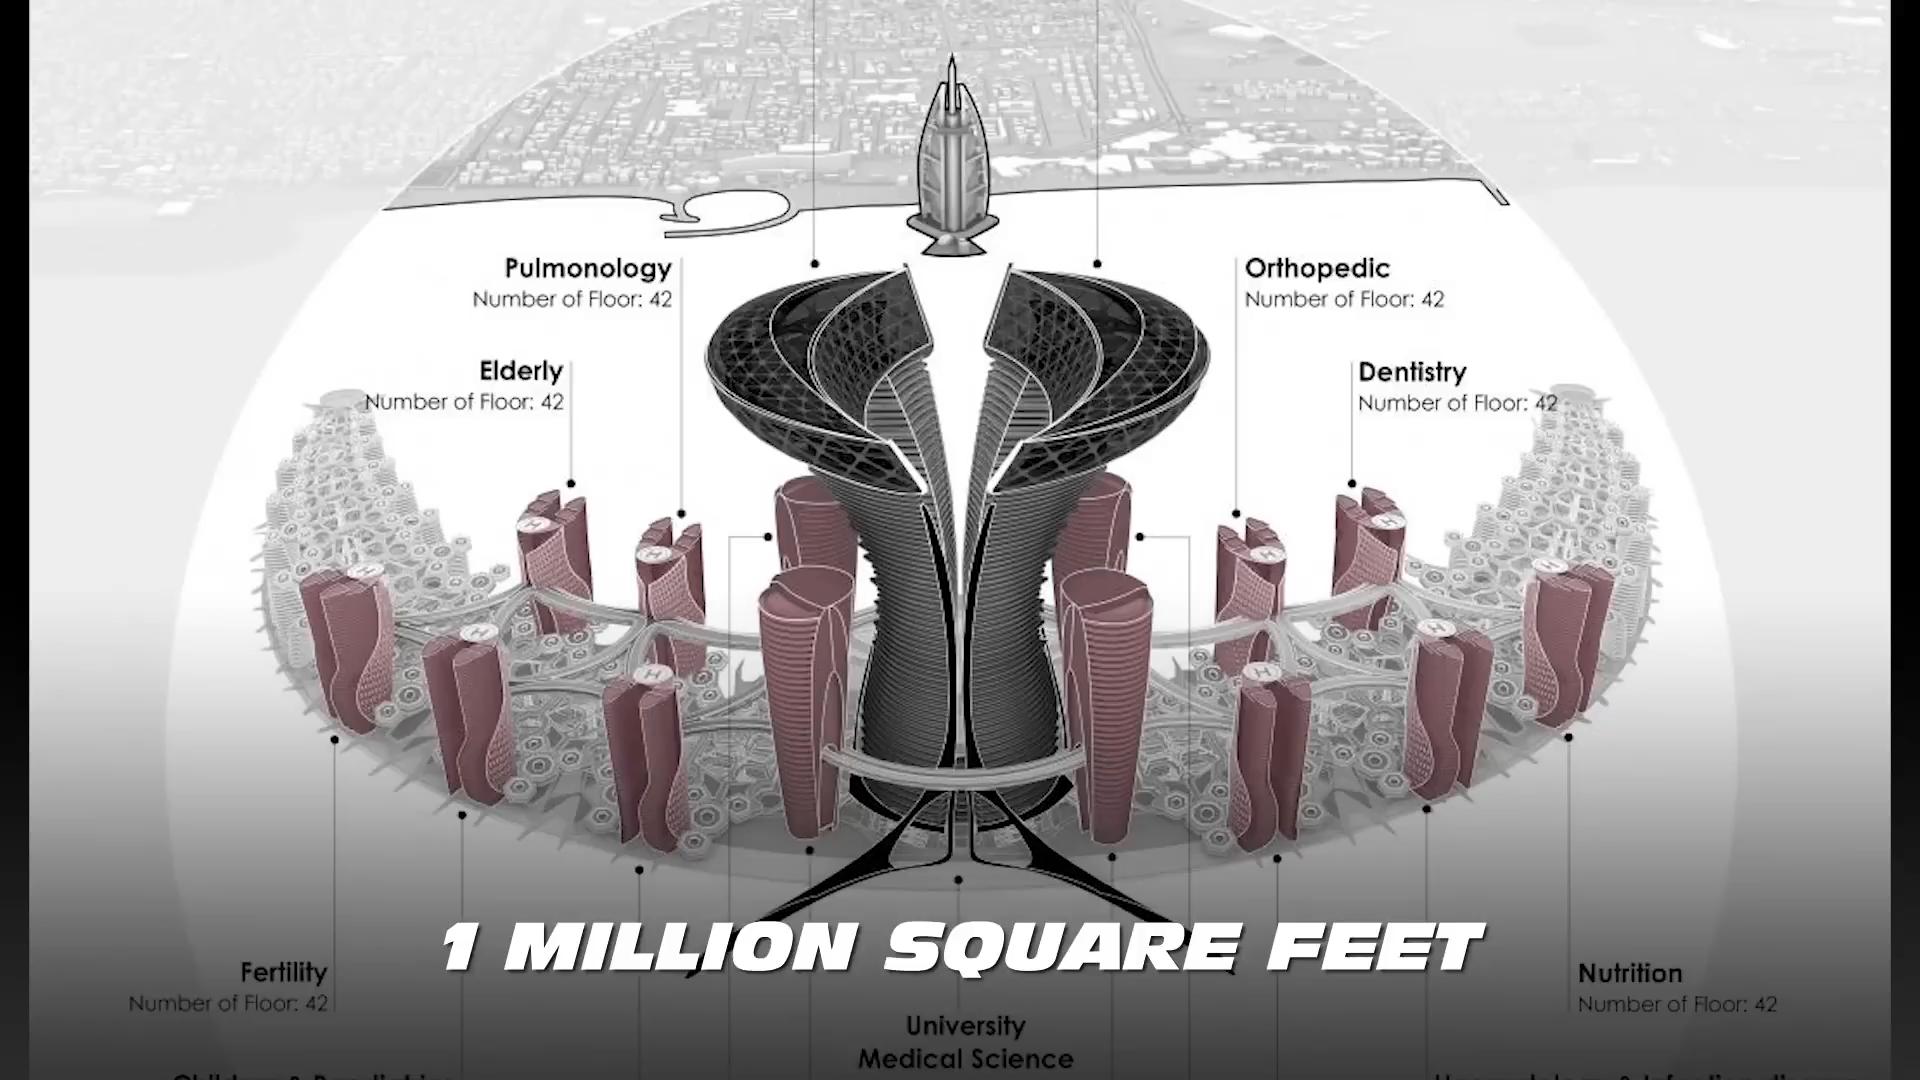 Pulmonology
Number of Floor: 42
Orthopedic
Number of Floor: 42
Elderly
Number of Floor: 42
Dentistry
Number of Floor: 42
H
H
H
H
H
H
H
H
H
H
1 MILLION SQUARE FEET
Fertility
Number of Floor: 42
Nutrition
Number of Floor: 42
University
Medical Science